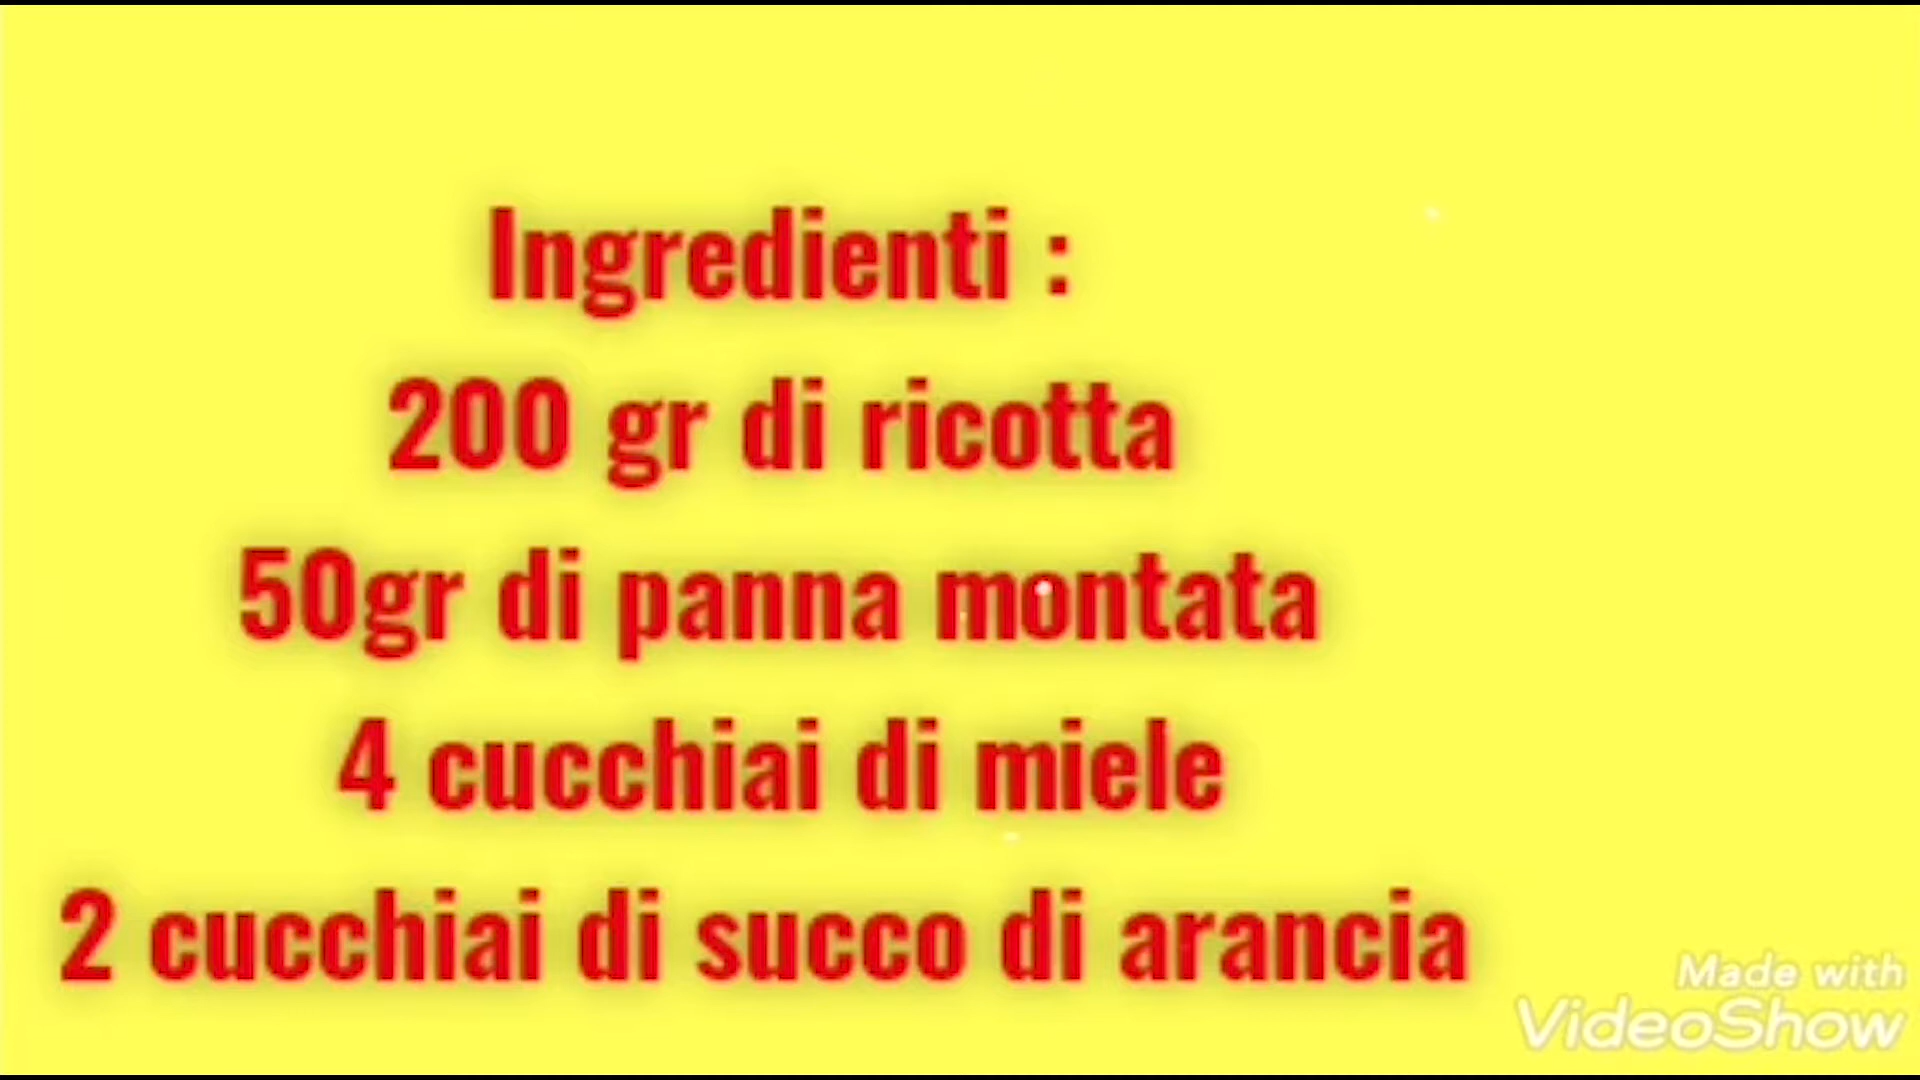 Ingredienti :
200 gr di ricotta
50gr di panna montata
4 cucchiai di miele
2 cucchiai di succo di arancia
Made with
VideoShow